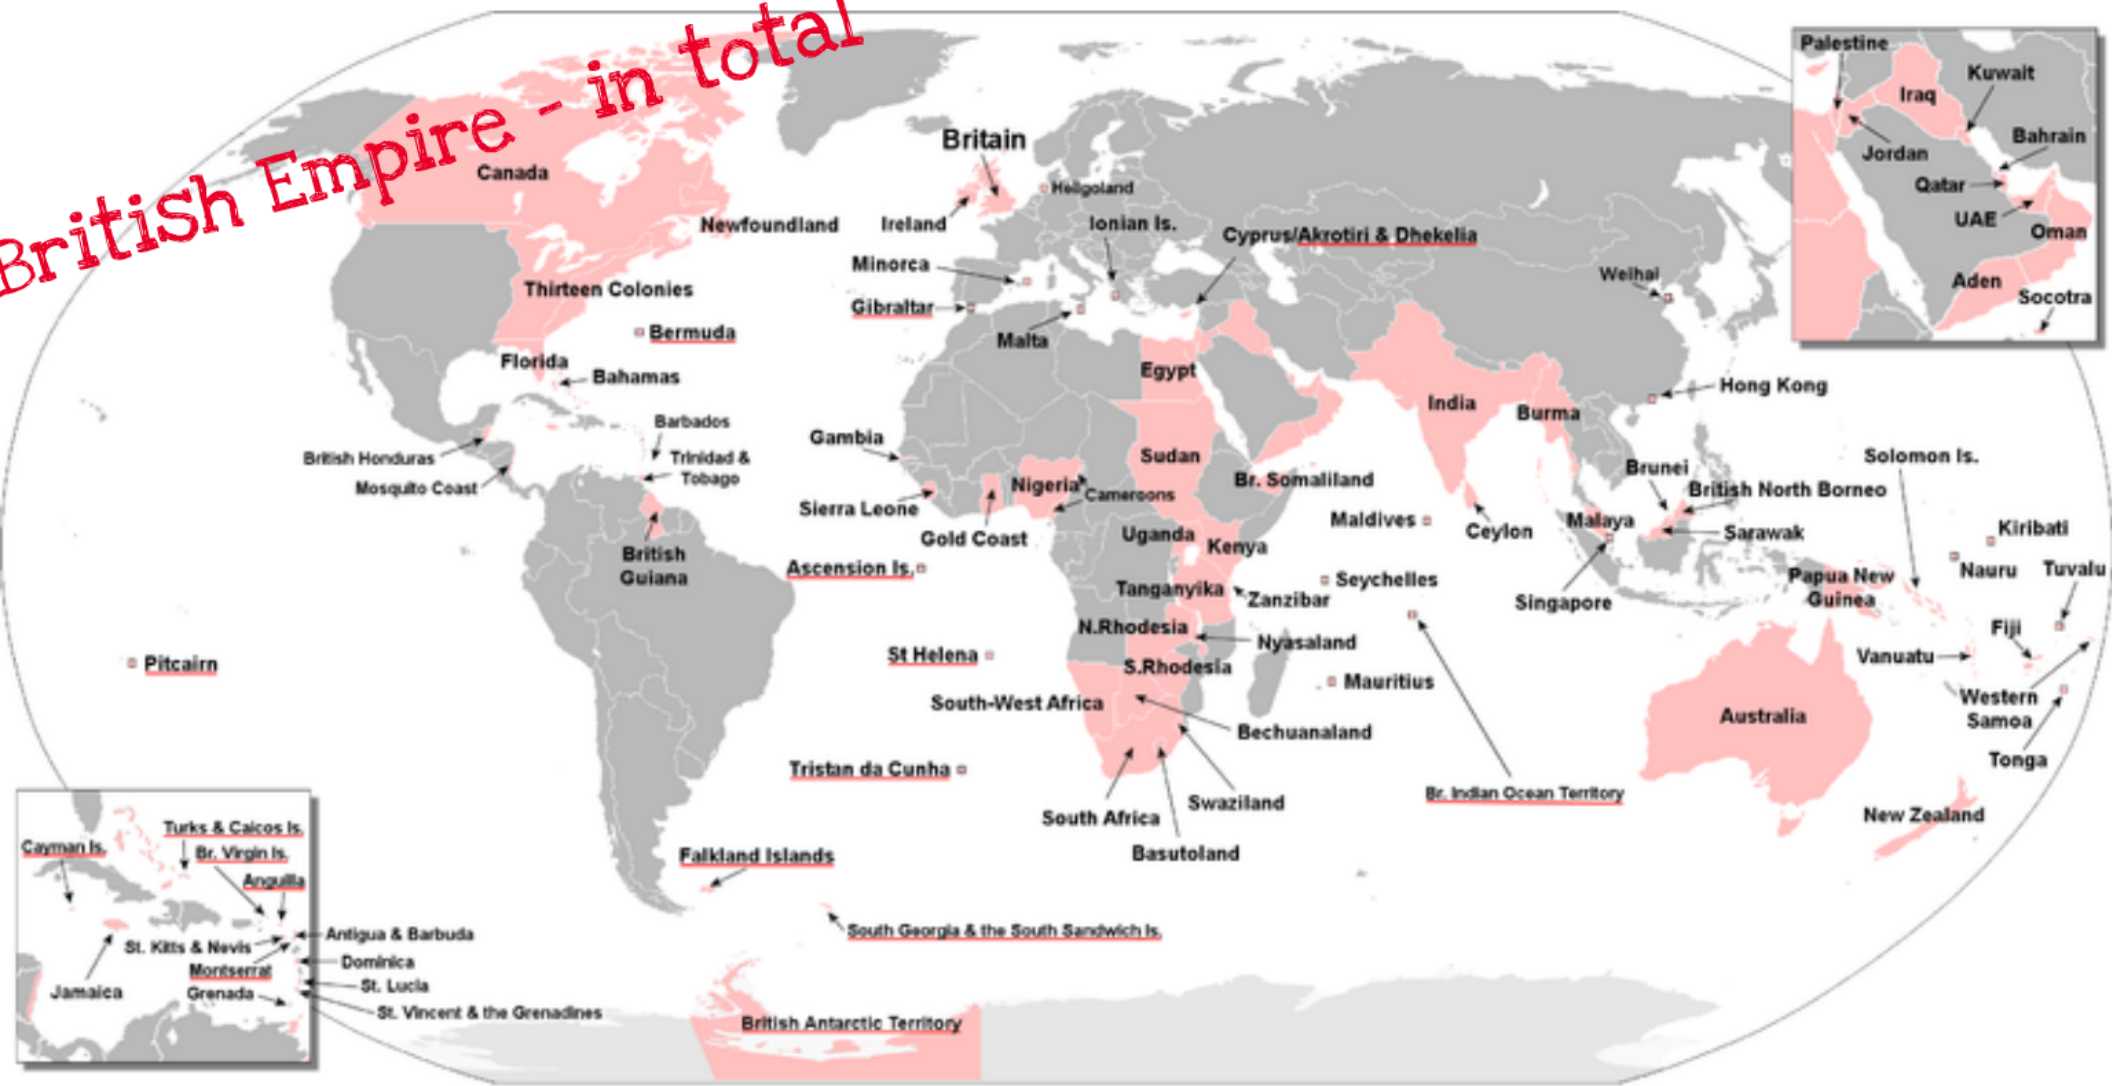 British Empire - in total
Palestine
Kuwait
Iraq
Bahrain
Jordan
Qatar
UAE
Oman
Aden
Socotra
Britain
Canada
Heligoland
Newfoundland
Ireland
Ionian Is.
Cyprus/Akrotiri & Dhekelia
Minorca
Weihai
Thirteen Colonies
Gibraltar
Bermuda
Malta
Florida
Bahamas
Egypt
Hong Kong
India
Burma
Barbados
Gambia
British Honduras
Trinidad &
Tobago
Sudan
Solomon Is.
Brunei
Mosquito Coast
Nigeria
Cameroons
Br. Somaliland
British North Borneo
Sierra Leone
Maldives
Malaya
Ceylon
Sarawak
Kiribati
Gold Coast
Uganda
Kenya
British
Guiana
Ascension Is.
Seychelles
Nauru
Tuvalu
Papua New
Guinea
Tanganyika
Zanzibar
Singapore
N.Rhodesia
Nyasaland
Fiji
Pitcairn
St Helena
S.Rhodesia
Vanuatu
Mauritius
South-West Africa
Western
Samoa
Australia
Bechuanaland
Tonga
Tristan da Cunha
Br. Indian Ocean Territory
Swaziland
South Africa
New Zealand
Basutoland
Falkland Islands
South Georgia & the South Sandwich Is.
British Antarctic Territory
Turks & Caicos Is.
Cayman Is.
Br. Virgin Is.
Anguilla
Antigua & Barbuda
St. Kitts & Nevis
Dominica
Montserrat
St. Lucia
Jamaica
Grenada
St. Vincent & the Grenadines